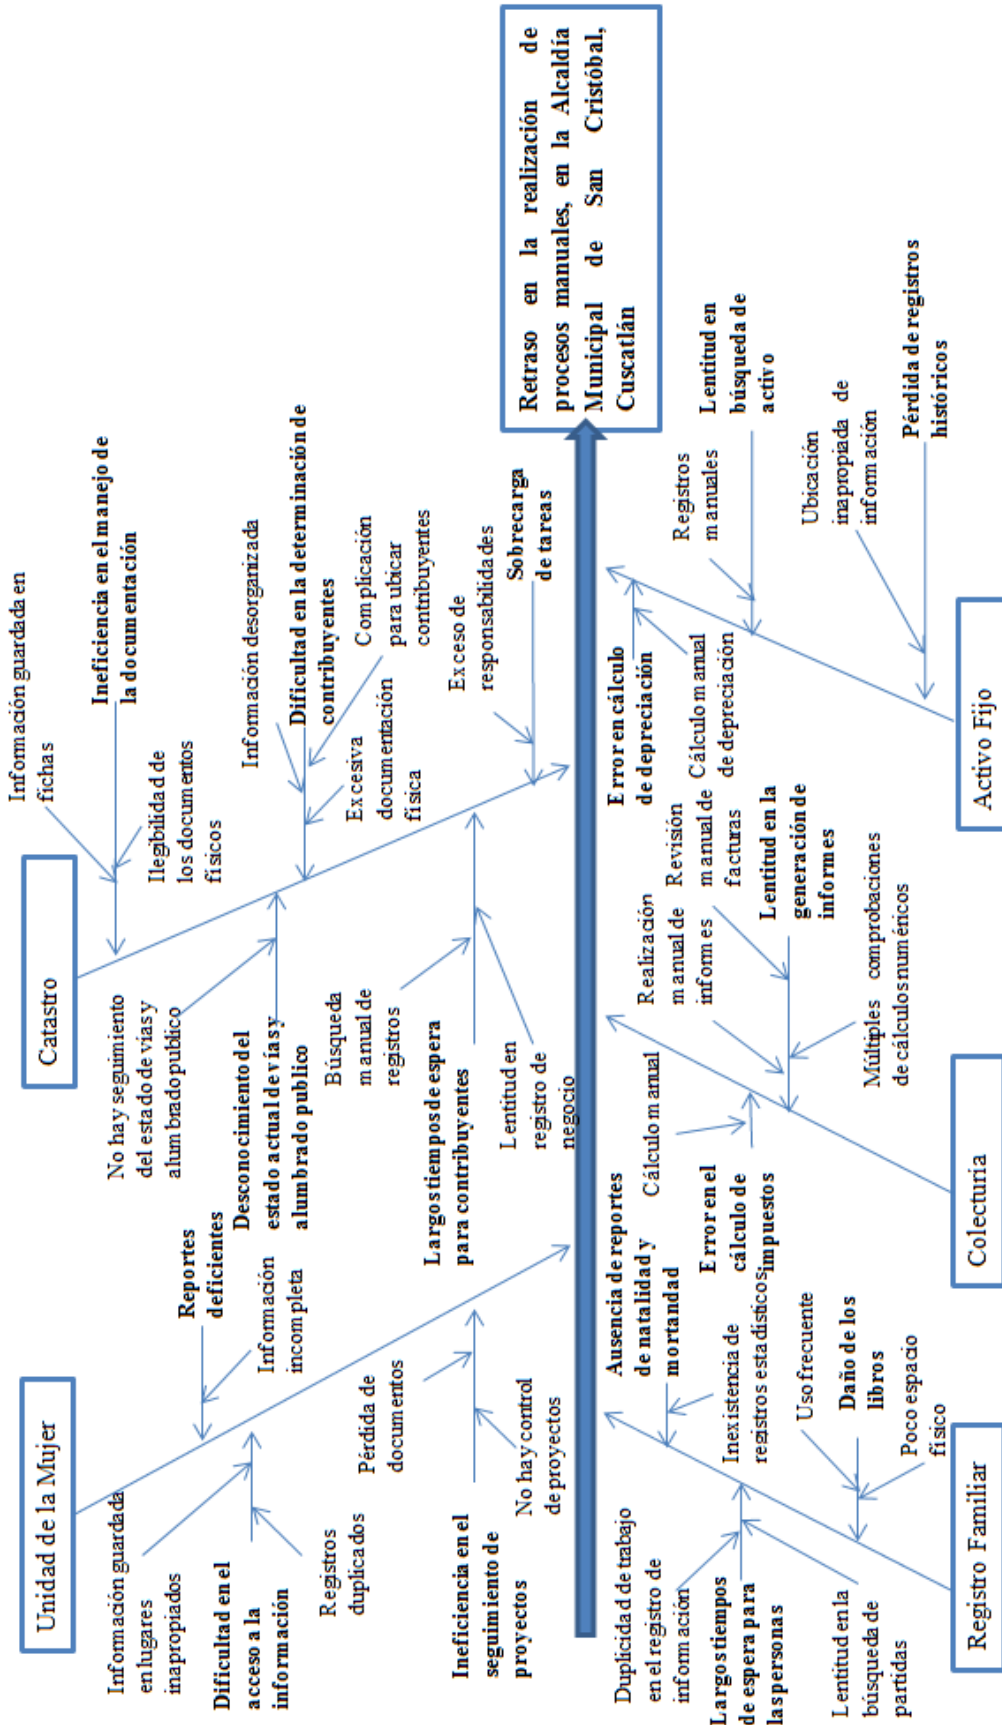 Unidad de la Mujer
Información guardada
en lugares
inapropiados
Dificultad en el
acceso a la
información
Registros
duplicados
Reportes
deficientes
Información
incompleta
Pérdida de
documentos
Ineficiencia en el
seguimiento de
proyectos
No hay control
de proyectos
Catastro
Información guardada en
fichas
Ineficiencia en el manejo de
la documentación
Ilegibilidad de
los documentos
físicos
No hay seguimiento
del estado de vías y
alumbrado publico
Desconocimiento del
estado actual de vías y
alumbrado publico
Información desorganizada
Dificultad en la determinación de
contribuyentes
Excesiva
documentación
física
Complicación
para ubicar
contribuyentes
Búsqueda
manual de
registros
Largos tiempos de espera
para contribuyentes
Lentitud en
registro de
negocio
Exceso de
responsabilidades
Sobrecarga
de tareas
Retraso en la realización de
procesos manuales, en la Alcaldía
Municipal de San Cristóbal,
Cuscatlán
Duplicidad de trabajo
en el registro de
información
Largos tiempos
de espera para
las personas
Lentitud en la
búsqueda de
partidas
Ausencia de reportes
de natalidad y
mortandad
Inexistencia de
registros esta dísticos
Uso frecuente
Daño de los
libros
Poco espacio
físico
Registro Familiar
Cálculo manual
Error en el
cálculo de
impuestos
Realización
manual de
informes
Revisión
manual de
facturas
Lentitud en la
generación de
informes
Múltiples comprobaciones
de cálculos numéricos
Colecturia
Error en cálculo
de depreciación
Cálculo manual
de depreciación
Registros
manuales
Lentitud en
búsqueda de
activo
Ubicación
inapropiada de
información
Pérdida de registros
históricos
Activo Fijo